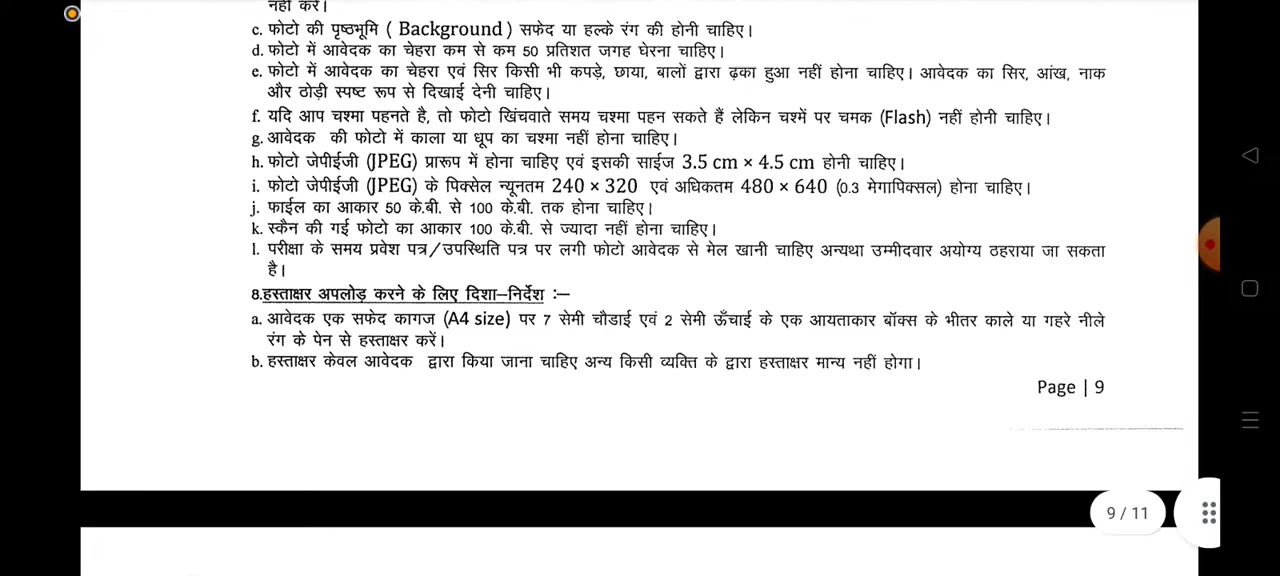 नहीं करें।
c. फोटो की पृष्ठभूमि ( Background ) सफेद या हल्के रंग की होनी चाहिए।
d. फोटो में आवेदक का चेहरा कम से कम 50 प्रतिशत जगह घेरना चाहिए।
e. फोटो में आवेदक का चेहरा एवं सिर किसी भी कपड़े, छाया, बालों द्वारा ढ़का हुआ नहीं होना चाहिए। आवेदक का सिर, आंख, नाक
और ठोड़ी स्पष्ट रूप से दिखाई देनी चाहिए।
f. यदि आप चश्मा पहनते है, तो फोटो खिंचवाते समय चश्मा पहन सकते हैं लेकिन चश्में पर चमक (Flash) नहीं होनी चाहिए।
g. आवेदक की फोटो में काला या धूप का चश्मा नहीं होना चाहिए।
h. फोटो जेपीईजी (JPEG) प्रारूप में होना चाहिए एवं इसकी साईज 3.5 cm × 4.5 cm होनी चाहिए।
i. फोटो जेपीईजी (JPEG) के पिक्सेल न्यूनतम 240 × 320 एवं अधिकतम 480 × 640 (0.3 मेगापिक्सल) होना चाहिए।
j. फाईल का आकार 50 के.बी. से 100 के.बी. तक होना चाहिए।
k. स्कैन की गई फोटो का आकार 100 के.बी. से ज्यादा नहीं होना चाहिए।
l. परीक्षा के समय प्रवेश पत्र/उपस्थिति पत्र पर लगी फोटो आवेदक से मेल खानी चाहिए अन्यथा उम्मीदवार अयोग्य ठहराया जा सकता
है।
8.हस्ताक्षर अपलोड़ करने के लिए दिशा–निर्देश :–
a. आवेदक एक सफेद कागज (A4 size) पर 7 सेमी चौडाई एवं 2 सेमी ऊँचाई के एक आयताकार बॉक्स के भीतर काले या गहरे नीले
रंग के पेन से हस्ताक्षर करें।
b. हस्ताक्षर केवल आवेदक द्वारा किया जाना चाहिए अन्य किसी व्यक्ति के द्वारा हस्ताक्षर मान्य नहीं होगा।
Page | 9
9 / 11